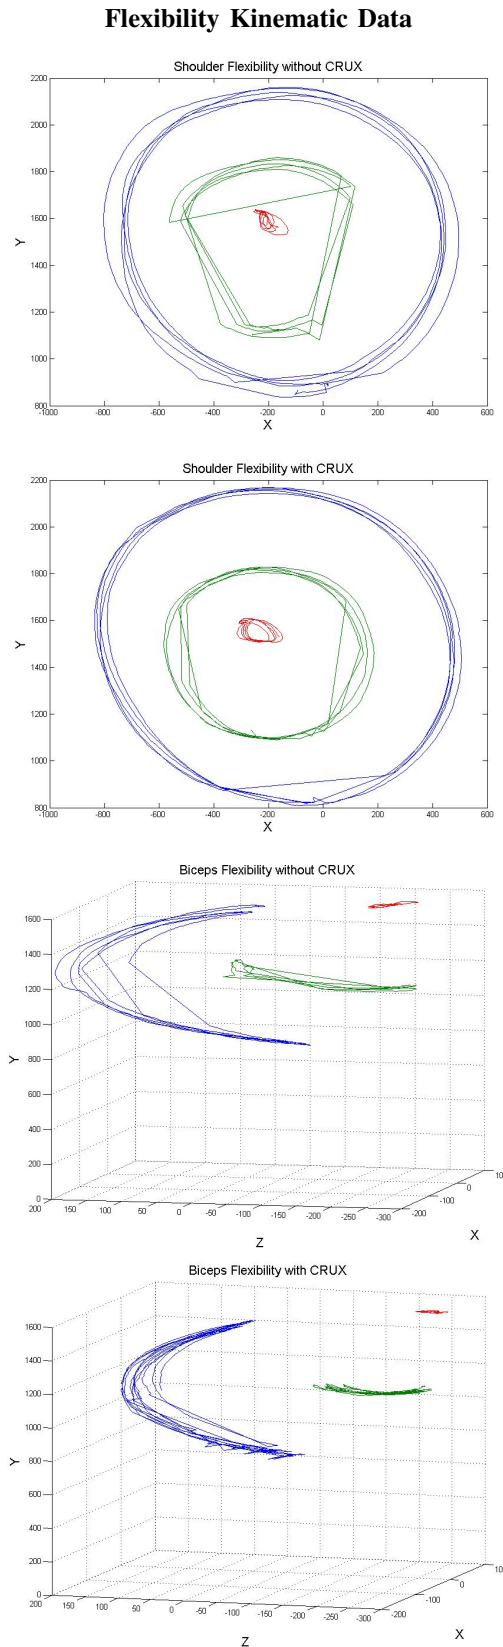 Flexibility Kinematic Data
Shoulder Flexibility without CRUX
2200
2000
1800
1600
Y
1400
1200
1000
800
-1000 -800 -600 -400 -200 0 200 400 600
X
Shoulder Flexibility with CRUX
2200
2000
1800
1600
Y
1400
1200
1000
800
-1000 -800 -600 -400 -200 0 200 400 600
X
Biceps Flexibility without CRUX
1600
1400
1200
1000
Y
800
600
400
200
0
200 150 100 50 0 -50 -100 -150 -200 -250 -300
Z
-200 -100 0 10
X
Biceps Flexibility with CRUX
1600
1400
1200
1000
Y
800
600
400
200
0
200 150 100 50 0 -50 -100 -150 -200 -250 -300
Z
-200 -100 0 10
X